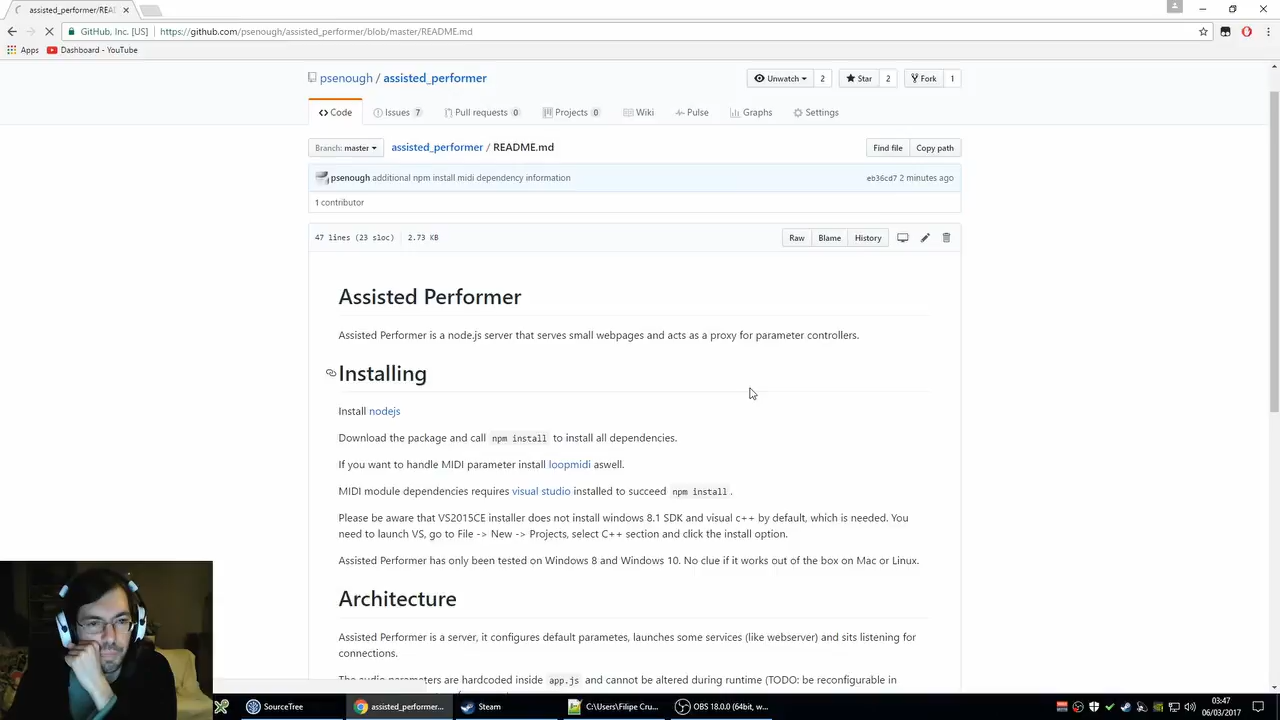 assisted_performer/REA
GitHub, Inc. [US] https://github.com/psenough/assisted_performer/blob/master/README.md
Apps Dashboard - YouTube
psenough / assisted_performer
Unwatch 2 Star 2 Fork 1
Code Issues 7 Pull requests 0 Projects 0 Wiki Pulse Graphs Settings
Branch: master assisted_performer / README.md Find file Copy path
psenough additional npm install midi dependency information eb36cd7 2 minutes ago
1 contributor
47 lines (23 sloc) 2.73 KB Raw Blame History
Assisted Performer
Assisted Performer is a node.js server that serves small webpages and acts as a proxy for parameter controllers.
Installing
Install nodejs
Download the package and call npm install to install all dependencies.
If you want to handle MIDI parameter install loopmidi aswell.
MIDI module dependencies requires visual studio installed to succeed npm install.
Please be aware that VS2015CE installer does not install windows 8.1 SDK and visual c++ by default, which is needed. You
need to launch VS, go to File -> New -> Projects, select C++ section and click the install option.
Assisted Performer has only been tested on Windows 8 and Windows 10. No clue if it works out of the box on Mac or Linux.
Architecture
Assisted Performer is a server, it configures default parametes, launches some services (like webserver) and sits listening for
connections.
The audio parameters are hardcoded inside app.js and cannot be altered during runtime (TODO: be reconfigurable in
SourceTree assisted_performer... Steam C:\Users\Filipe Cru... OBS 18.0.0 (64bit, w...
03:47
06/03/2017